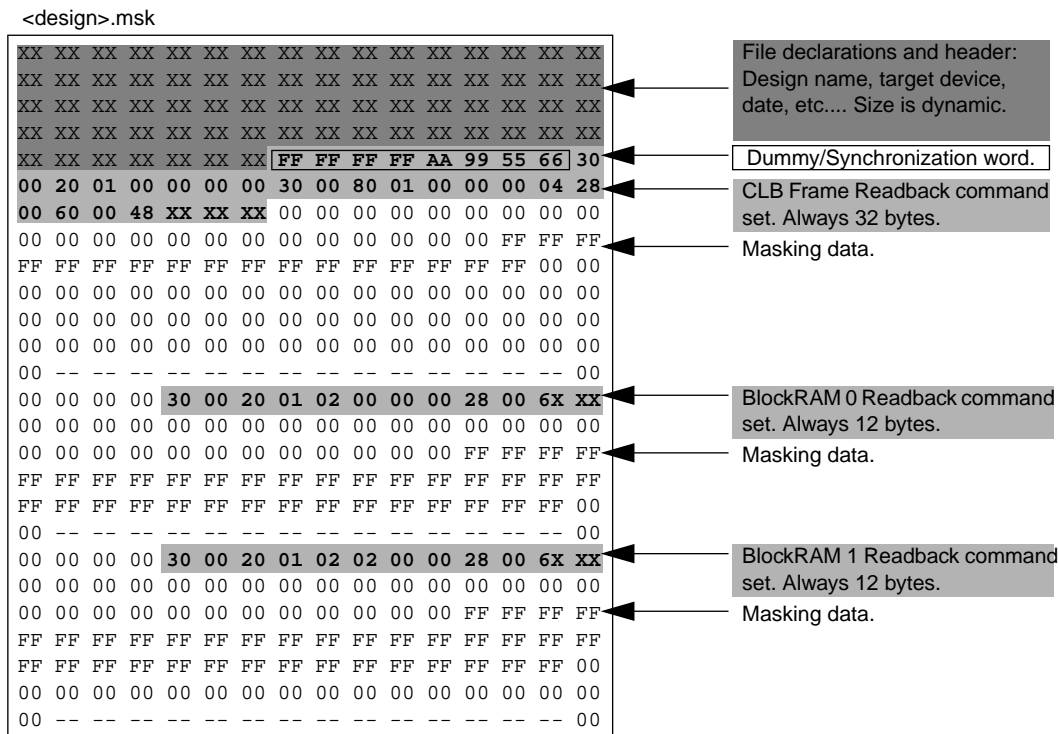 <design>.msk
XX XX XX XX XX XX XX XX XX XX XX XX XX XX XX XX
XX XX XX XX XX XX XX XX XX XX XX XX XX XX XX XX
XX XX XX XX XX XX XX XX XX XX XX XX XX XX XX XX
XX XX XX XX XX XX XX XX XX XX XX XX XX XX XX XX
XX XX XX XX XX XX XX FF FF FF FF AA 99 55 66 30
00 20 01 00 00 00 00 30 00 80 01 00 00 00 04 28
00 60 00 48 XX XX XX 00 00 00 00 00 00 00 00 00
00 00 00 00 00 00 00 00 00 00 00 00 00 FF FF FF
FF FF FF FF FF FF FF FF FF FF FF FF FF FF 00 00
00 00 00 00 00 00 00 00 00 00 00 00 00 00 00 00
00 00 00 00 00 00 00 00 00 00 00 00 00 00 00 00
00 00 00 00 00 00 00 00 00 00 00 00 00 00 00 00
00 -- -- -- -- -- -- -- -- -- -- -- -- -- -- 00
00 00 00 00 30 00 20 01 02 00 00 00 28 00 6X XX
00 00 00 00 00 00 00 00 00 00 00 00 00 00 00 00
00 00 00 00 00 00 00 00 00 00 00 00 FF FF FF FF
FF FF FF FF FF FF FF FF FF FF FF FF FF FF FF FF
FF FF FF FF FF FF FF FF FF FF FF FF FF FF FF 00
00 -- -- -- -- -- -- -- -- -- -- -- -- -- -- 00
00 00 00 00 30 00 20 01 02 02 00 00 28 00 6X XX
00 00 00 00 00 00 00 00 00 00 00 00 00 00 00 00
00 00 00 00 00 00 00 00 00 00 00 00 FF FF FF FF
FF FF FF FF FF FF FF FF FF FF FF FF FF FF FF FF
FF FF FF FF FF FF FF FF FF FF FF FF FF FF FF 00
00 00 00 00 00 00 00 00 00 00 00 00 00 00 00 00
00 -- -- -- -- -- -- -- -- -- -- -- -- -- -- 00
File declarations and header:
Design name, target device,
date, etc.... Size is dynamic.
Dummy/Synchronization word.
CLB Frame Readback command
set. Always 32 bytes.
Masking data.
BlockRAM 0 Readback command
set. Always 12 bytes.
Masking data.
BlockRAM 1 Readback command
set. Always 12 bytes.
Masking data.